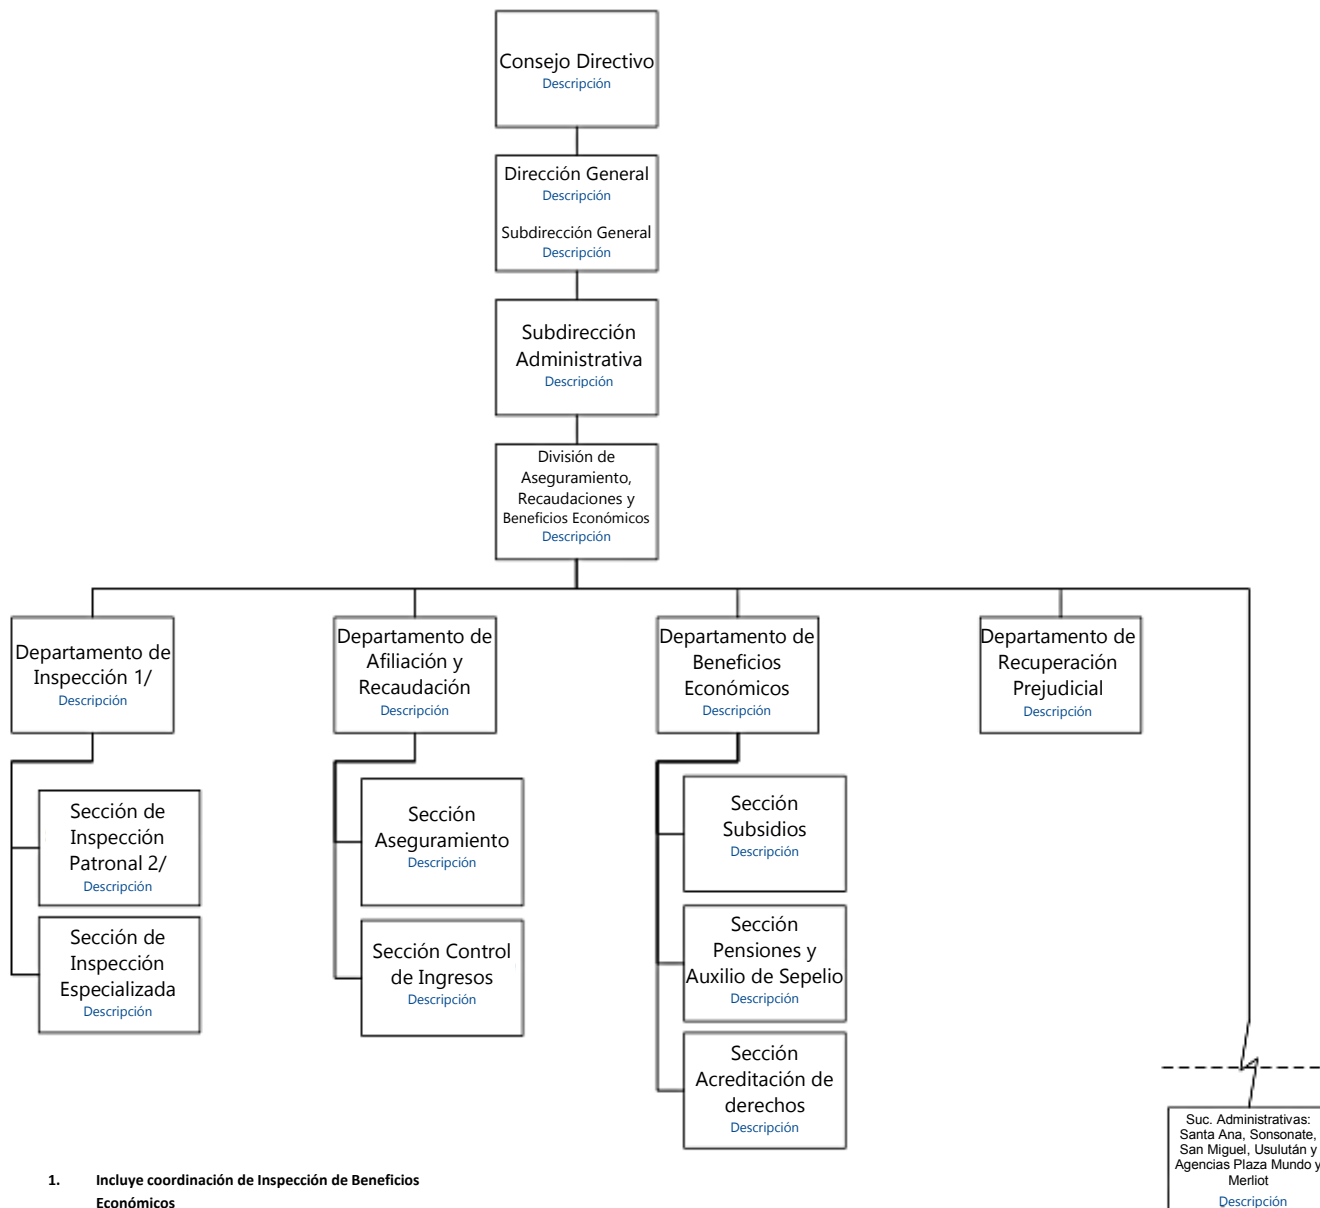 Consejo Directivo
Descripción
Dirección General
Descripción
Subdirección General
Descripción
Subdirección
Administrativa
Descripción
División de
Aseguramiento,
Recaudaciones y
Beneficios Económicos
Descripción
Departamento de
Inspección 1/
Descripción
Departamento de
Afiliación y
Recaudación
Descripción
Departamento de
Beneficios
Económicos
Descripción
Departamento de
Recuperación
Prejudicial
Descripción
Sección de
Inspección
Patronal 2/
Descripción
Sección de
Inspección
Especializada
Descripción
Sección
Aseguramiento
Descripción
Sección Control
de Ingresos
Descripción
Sección
Subsidios
Descripción
Sección
Pensiones y
Auxilio de Sepelio
Descripción
Sección
Acreditación de
derechos
Descripción
Suc. Administrativas:
Santa Ana, Sonsonate,
San Miguel, Usulután y
Agencias Plaza Mundo y
Merliot
Descripción
1. Incluye coordinación de Inspección de Beneficios
Económicos